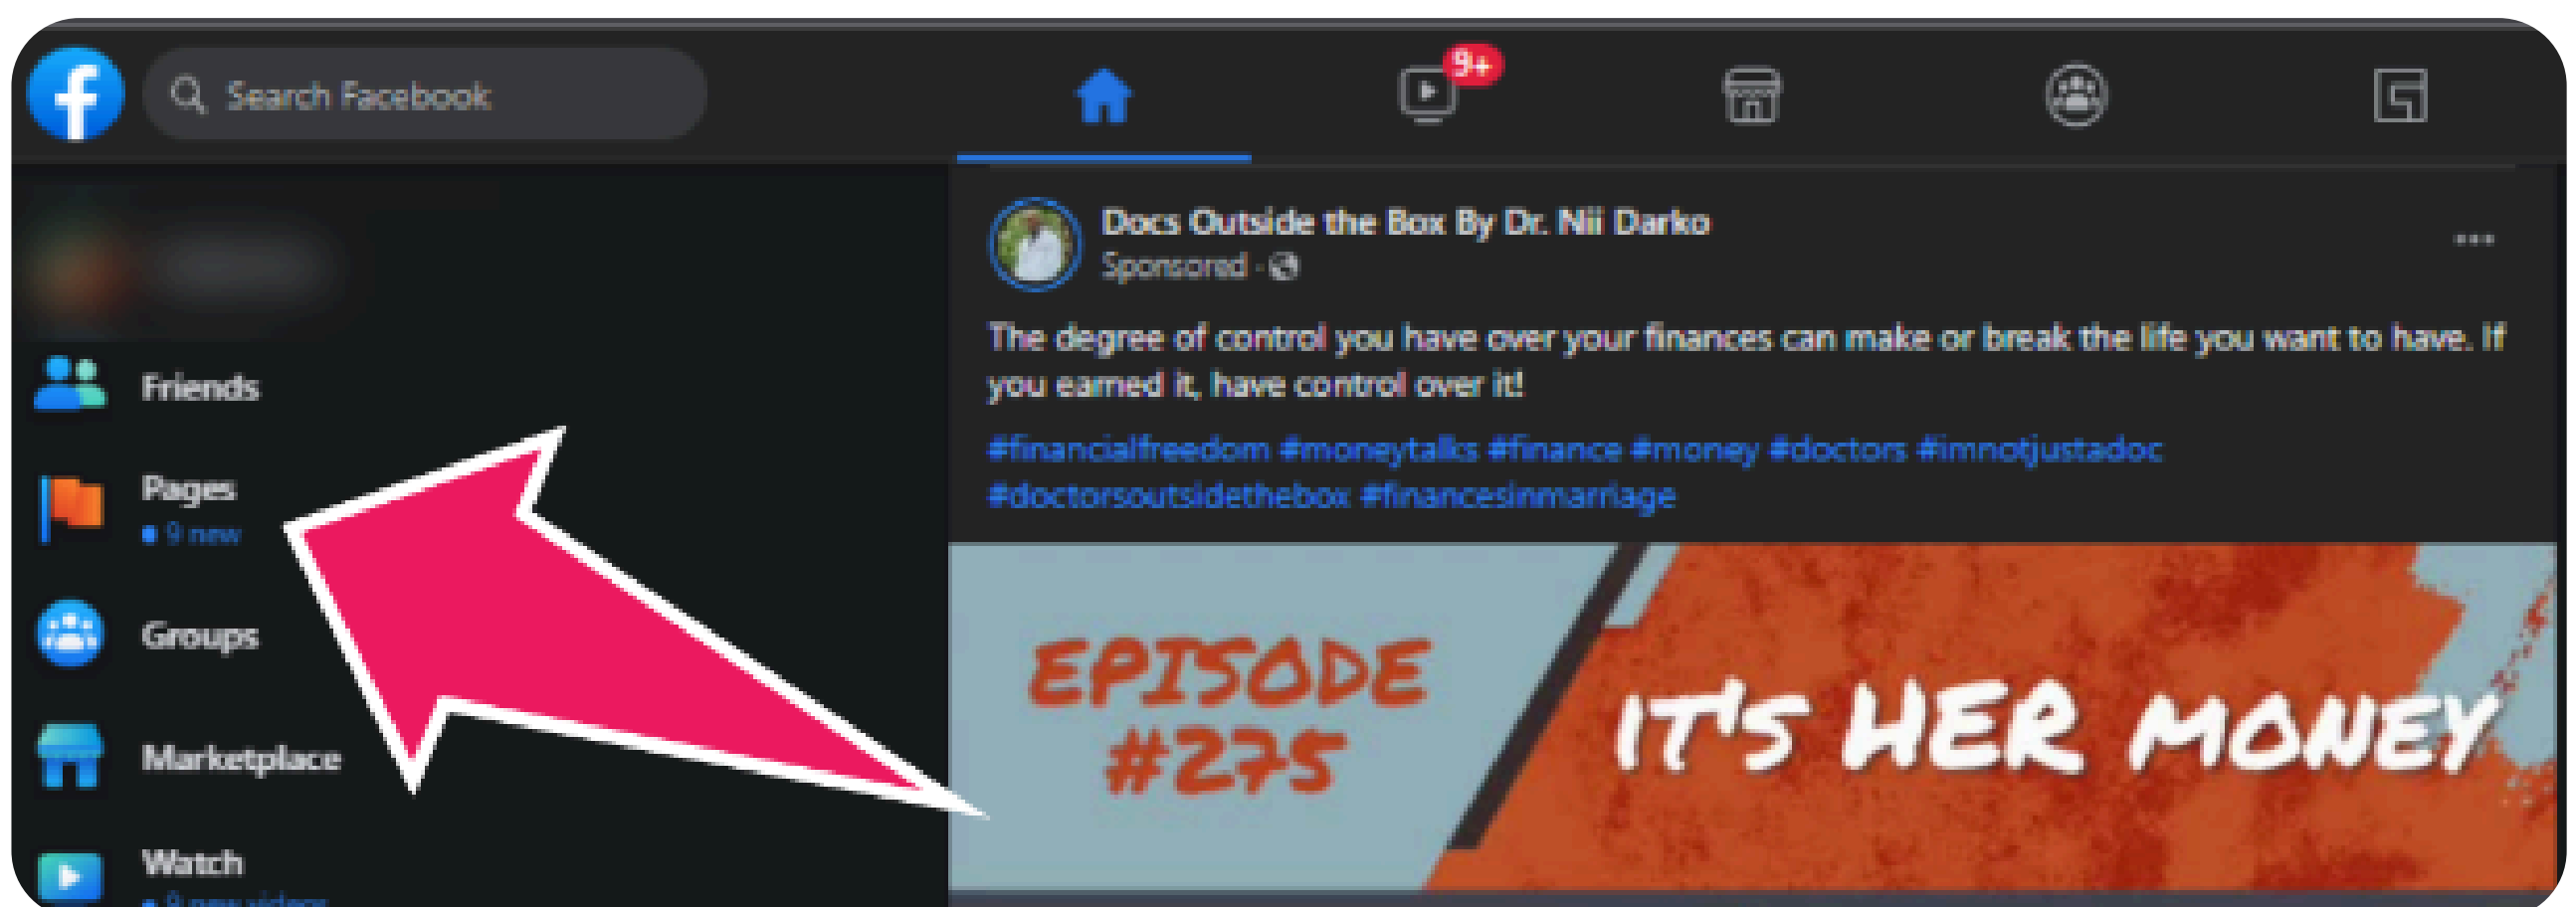 Search Facebook
9+
Friends
Pages
9 new
Groups
Marketplace
Watch
9 new videos
Docs Outside the Box By Dr. Nii Darko
Sponsored ·
The degree of control you have over your finances can make or break the life you want to have. If
you earned it, have control over it!
#financialfreedom #moneytalks #finance #money #doctors #imnotjustadoc
#doctorsoutsidethebox #financesinmarriage
EPISODE
#275
IT'S HER MONEY